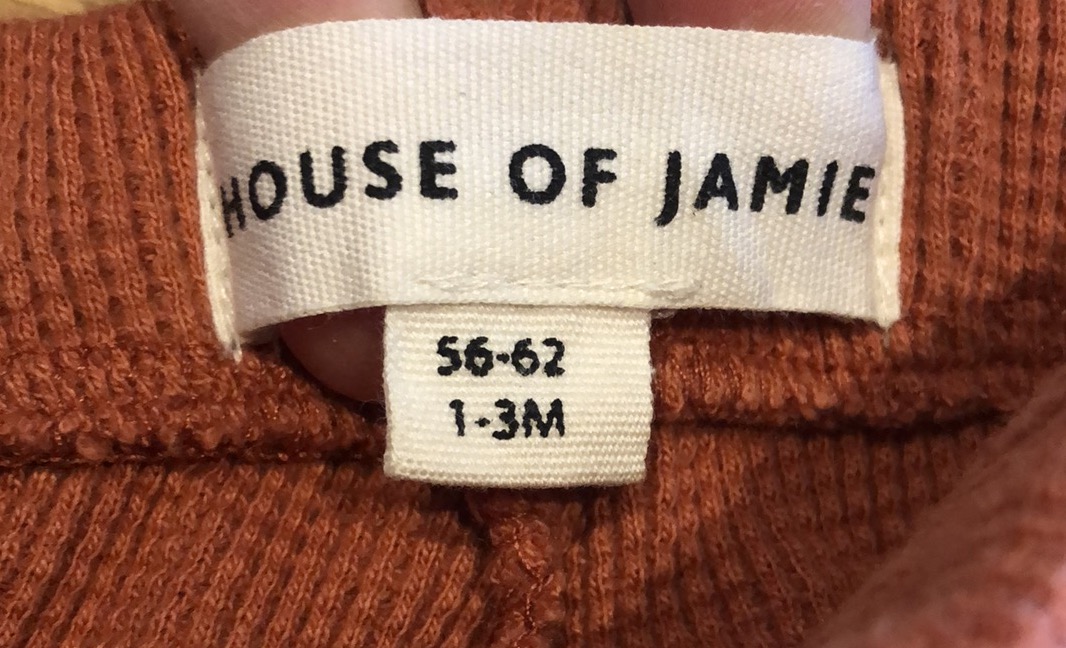 HOUSE OF JAMIE
56-62
1-3M